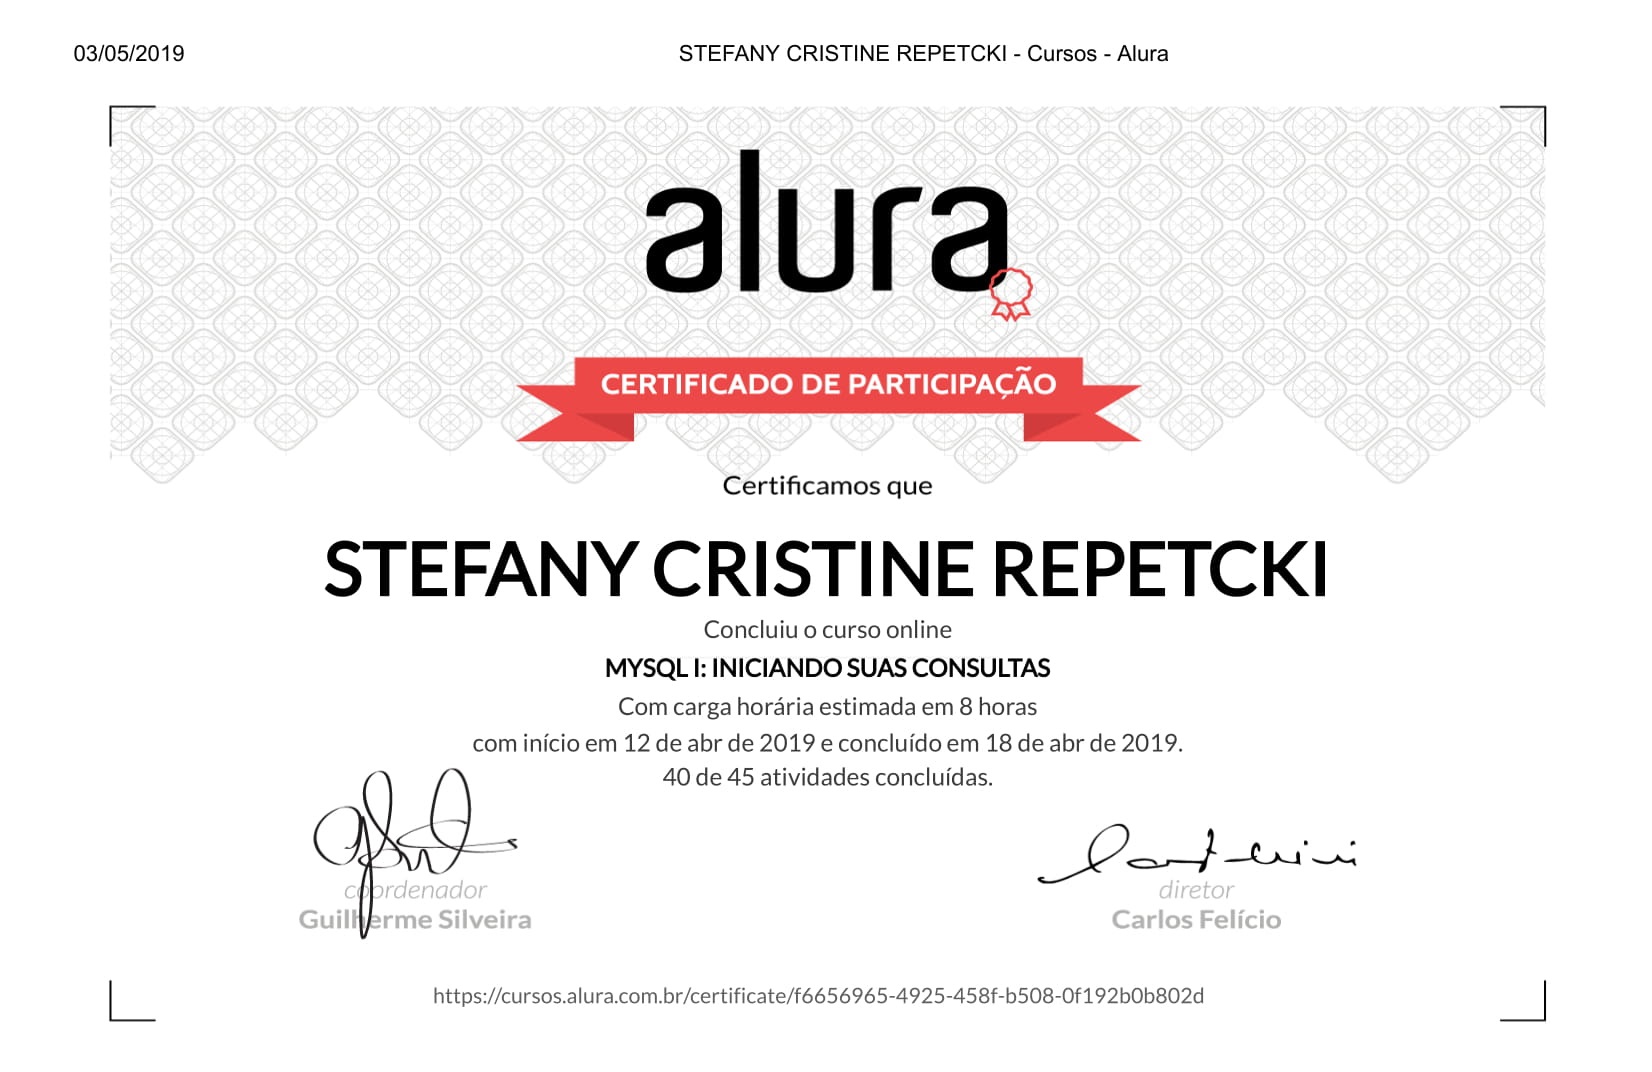 03/05/2019
STEFANY CRISTINE REPETCKI - Cursos - Alura
alura
CERTIFICADO DE PARTICIPAÇÃO
Certificamos que
STEFANY CRISTINE REPETCKI
Concluiu o curso online
MYSQL I: INICIANDO SUAS CONSULTAS
Com carga horária estimada em 8 horas
com início em 12 de abr de 2019 e concluído em 18 de abr de 2019.
40 de 45 atividades concluídas.
coordenador
Guilherme Silveira
diretor
Carlos Felício
https://cursos.alura.com.br/certificate/f6656965-4925-458f-b508-0f192b0b802d